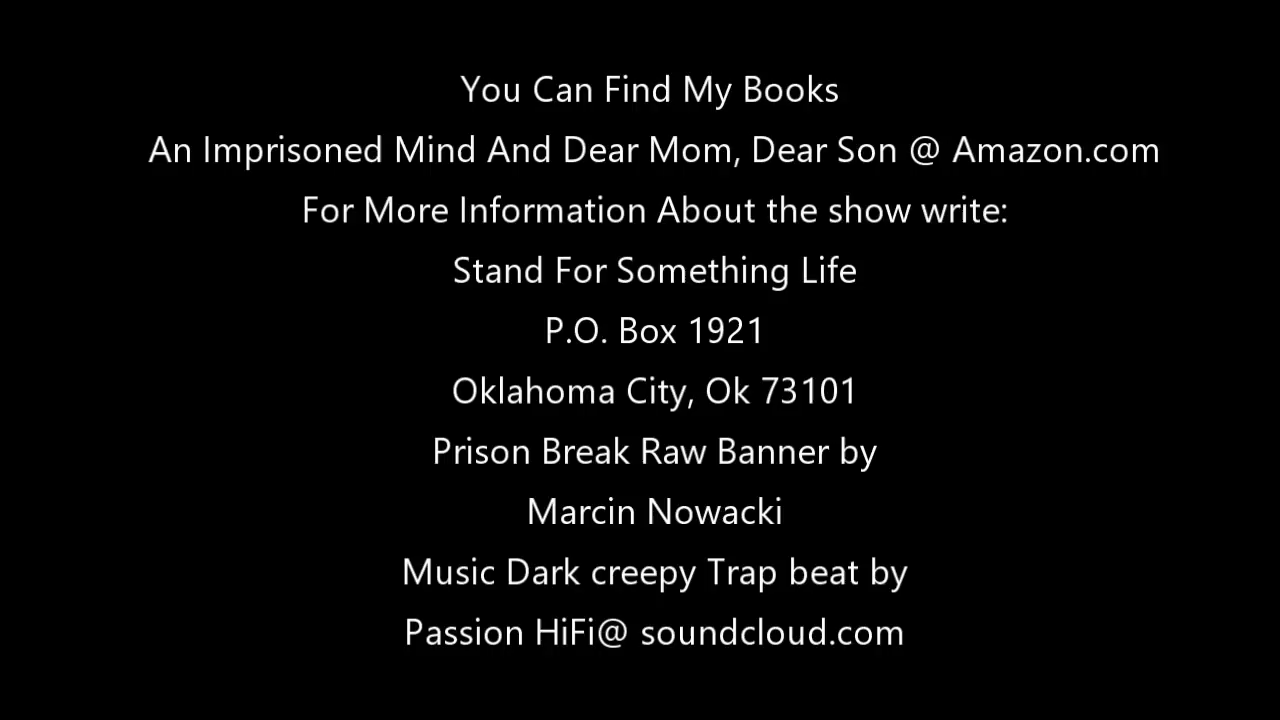 You Can Find My Books
An Imprisoned Mind And Dear Mom, Dear Son @ Amazon.com
For More Information About the show write:
Stand For Something Life
P.O. Box 1921
Oklahoma City, Ok 73101
Prison Break Raw Banner by
Marcin Nowacki
Music Dark creepy Trap beat by
Passion HiFi@ soundcloud.com